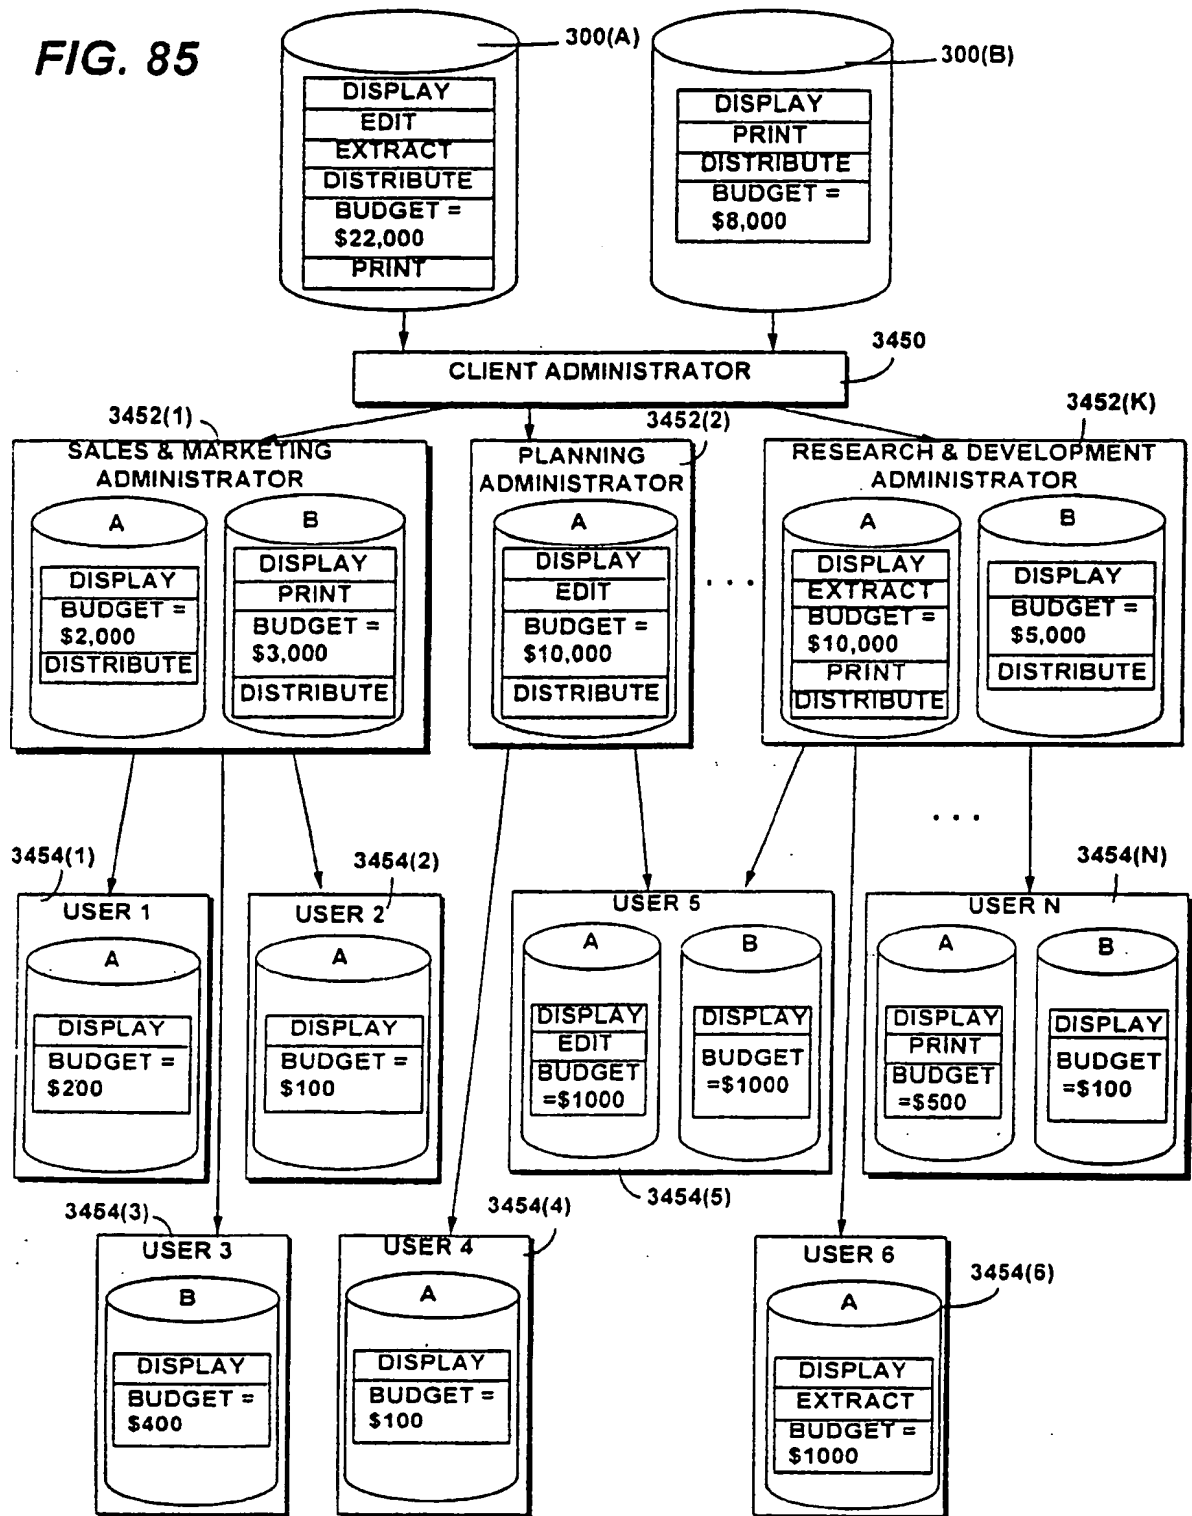 FIG. 85
300(A)
DISPLAY
EDIT
EXTRACT
DISTRIBUTE
BUDGET =
$22,000
PRINT
300(B)
DISPLAY
PRINT
DISTRIBUTE
BUDGET =
$8,000
CLIENT ADMINISTRATOR
3450
3452(1)
SALES & MARKETING
ADMINISTRATOR
A
DISPLAY
BUDGET =
$2,000
DISTRIBUTE
B
DISPLAY
PRINT
BUDGET =
$3,000
DISTRIBUTE
3452(2)
PLANNING
ADMINISTRATOR
A
DISPLAY
EDIT
BUDGET =
$10,000
DISTRIBUTE
. . .
3452(K)
RESEARCH & DEVELOPMENT
ADMINISTRATOR
A
DISPLAY
EXTRACT
BUDGET =
$10,000
PRINT
DISTRIBUTE
B
DISPLAY
BUDGET =
$5,000
DISTRIBUTE
. . .
3454(1)
USER 1
A
DISPLAY
BUDGET =
$200
3454(2)
USER 2
A
DISPLAY
BUDGET =
$100
USER 5
A
DISPLAY
EDIT
BUDGET
=$1000
B
DISPLAY
BUDGET
=$1000
3454(5)
3454(N)
USER N
A
DISPLAY
PRINT
BUDGET
=$500
B
DISPLAY
BUDGET
=$100
3454(3)
USER 3
B
DISPLAY
BUDGET =
$400
3454(4)
USER 4
A
DISPLAY
BUDGET =
$100
USER 6
3454(6)
A
DISPLAY
EXTRACT
BUDGET =
$1000